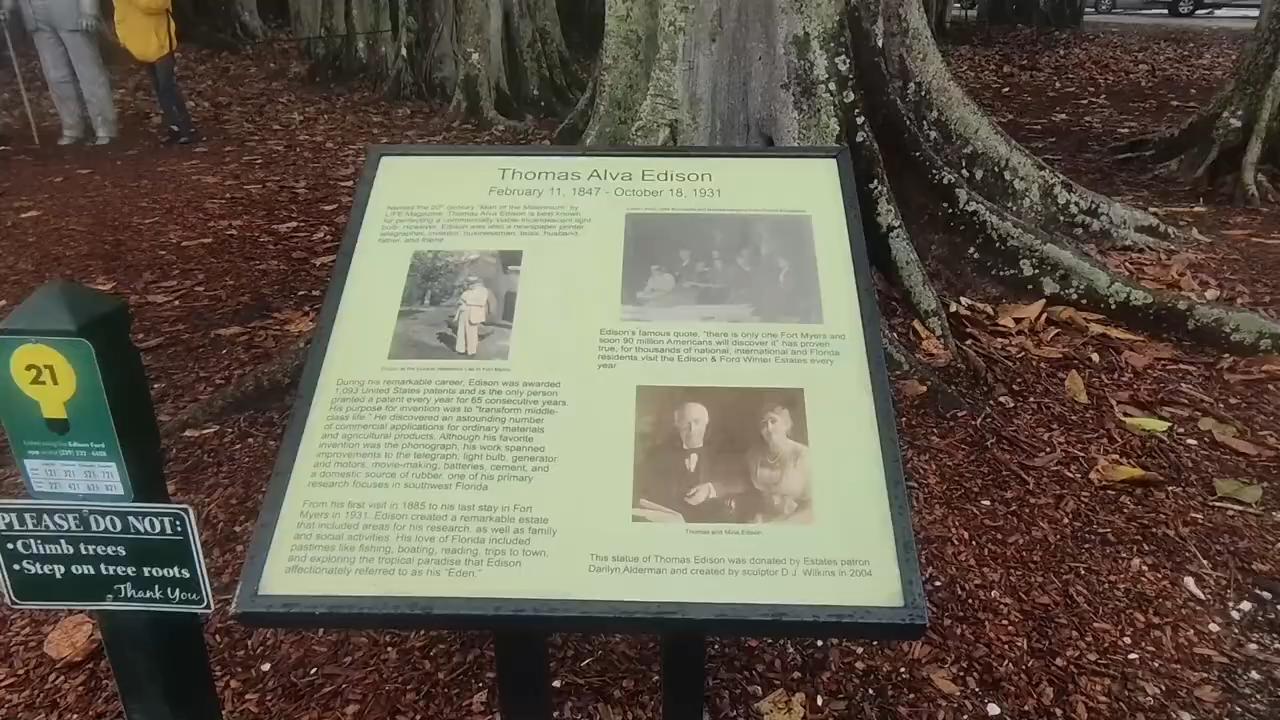 Thomas Alva Edison
February 11, 1847 - October 18, 1931
Named the 20th century "Man of the Millennium" by
LIFE Magazine, Thomas Alva Edison is best known
for perfecting a commercially viable incandescent light
bulb. However, Edison was also a newspaper printer,
telegrapher, inventor, businessman, boss, husband,
father, and friend.
During his remarkable career, Edison was awarded
1,093 United States patents and is the only person
granted a patent every year for 65 consecutive years.
His purpose for invention was to "transform middle-
class life." He discovered an astounding number
of commercial applications for ordinary materials
and agricultural products. Although his favorite
invention was the phonograph, his work spanned
improvements to the telegraph, light bulb, generator
and motors, movie-making, batteries, cement, and
a domestic source of rubber, one of his primary
research focuses in southwest Florida.
From his first visit in 1885 to his last stay in Fort
Myers in 1931, Edison created a remarkable estate
that included areas for his research, as well as family
and social activities. His love of Florida included
pastimes like fishing, boating, reading, trips to town,
and exploring the tropical paradise that Edison
affectionately referred to as his "Eden."
Edison's famous quote, "there is only one Fort Myers and
soon 90 million Americans will discover it" has proven
true, for thousands of national, international and Florida
residents visit the Edison & Ford Winter Estates every
year.
Thomas and Mina Edison
This statue of Thomas Edison was donated by Estates patron
Darilyn Alderman and created by sculptor D.J. Wilkins in 2004
21
PLEASE DO NOT:
•Climb trees
•Step on tree roots
Thank You